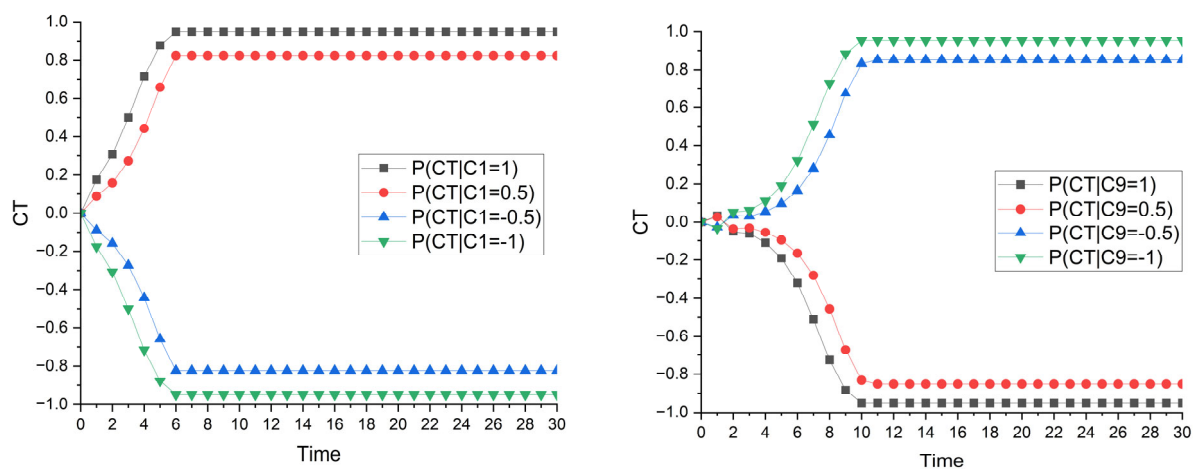 1.0
0.8
0.6
0.4
0.2
0.0
−0.2
−0.4
−0.6
−0.8
−1.0
CT
0 2 4 6 8 10 12 14 16 18 20 22 24 26 28 30
Time
P(CT|C1=1)
P(CT|C1=0.5)
P(CT|C1=-0.5)
P(CT|C1=-1)
1.0
0.8
0.6
0.4
0.2
0.0
−0.2
−0.4
−0.6
−0.8
−1.0
CT
0 2 4 6 8 10 12 14 16 18 20 22 24 26 28 30
Time
P(CT|C9=1)
P(CT|C9=0.5)
P(CT|C9=-0.5)
P(CT|C9=-1)